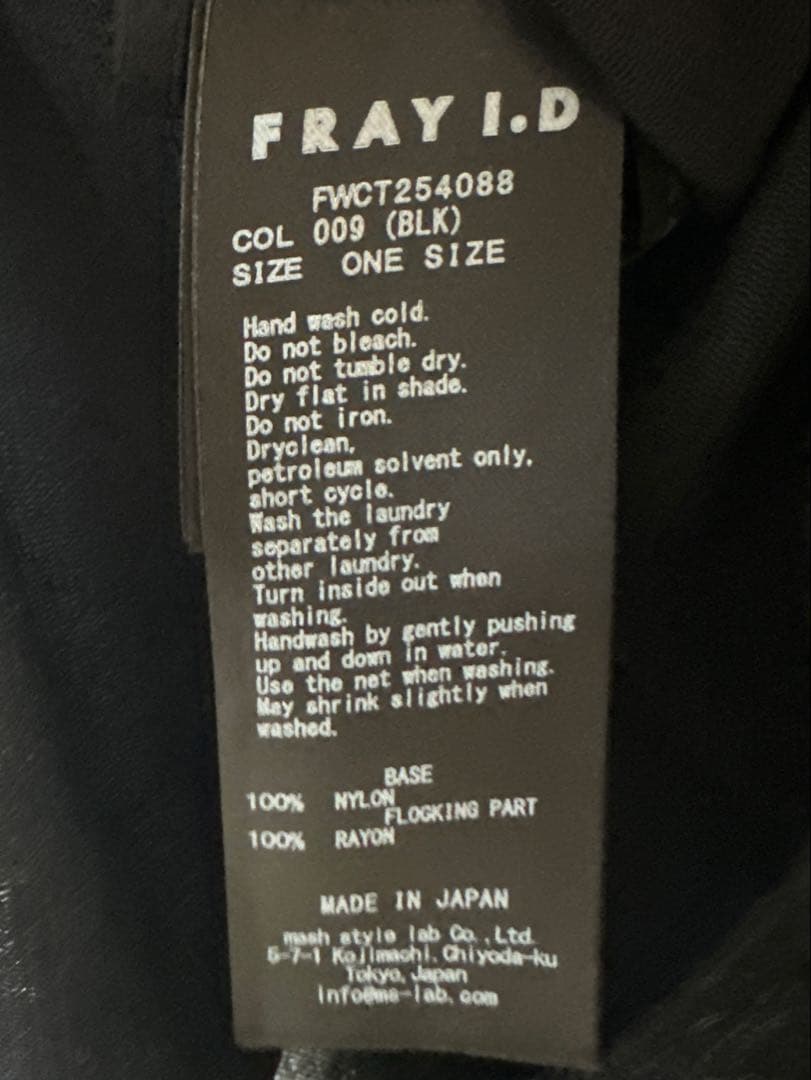 FRAY I.D
FWCT254088
COL 009 (BLK)
SIZE ONE SIZE
Hand wash cold.
Do not bleach.
Do not tumble dry.
Dry flat in shade.
Do not iron.
Dryclean,
petroleum solvent only,
short cycle.
Wash the laundry
separately from
other laundry.
Turn inside out when
washing.
Handwash by gently pushing
up and down in water.
Use the net when washing.
May shrink slightly when
washed.
BASE
100% NYLON
FLOCKING PART
100% RAYON
MADE IN JAPAN
mash style lab Co.,Ltd.
5-7-1 Kojimachi, Chiyoda-ku
Tokyo, Japan
info@ms-lab.com